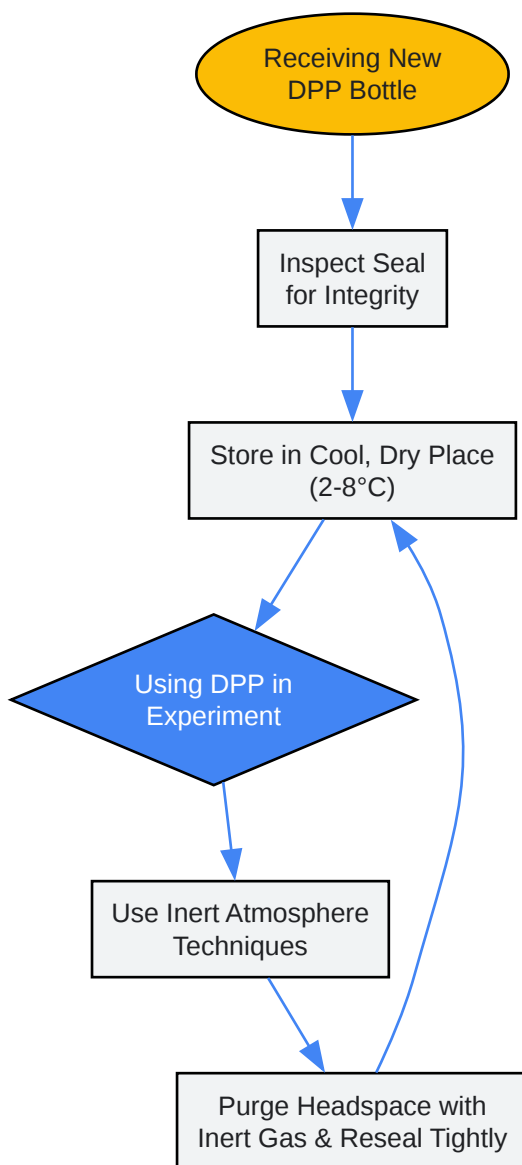 Receiving New
DPP Bottle
Inspect Seal
for Integrity
Store in Cool, Dry Place
(2-8°C)
Using DPP in
Experiment
Use Inert Atmosphere
Techniques
Purge Headspace with
Inert Gas & Reseal Tightly